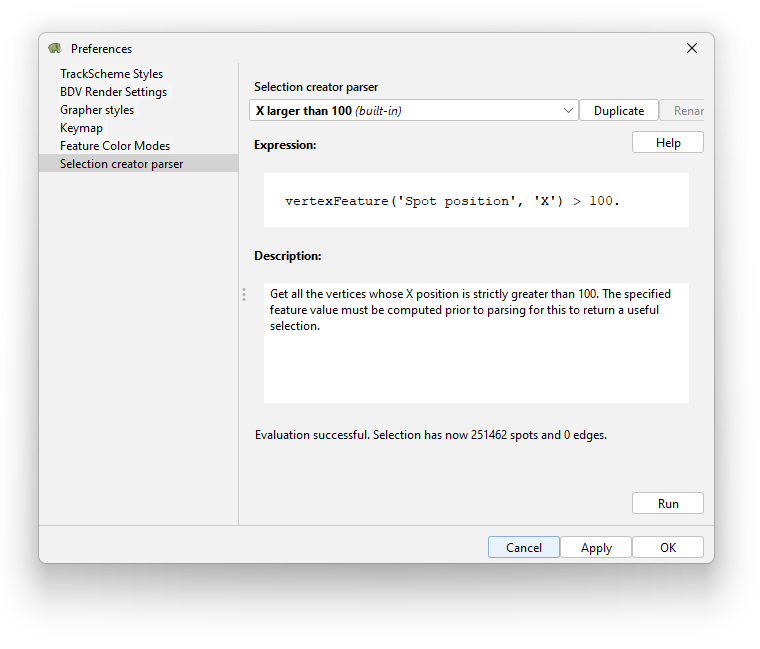 Preferences
TrackScheme Styles
BDV Render Settings
Grapher styles
Keymap
Feature Color Modes
Selection creator parser
Selection creator parser
X larger than 100 (built-in)
Duplicate
Renar
Expression:
Help
vertexFeature('Spot position', 'X') > 100.
Description:
Get all the vertices whose X position is strictly greater than 100. The specified
feature value must be computed prior to parsing for this to return a useful
selection.
Evaluation successful. Selection has now 251462 spots and 0 edges.
Run
Cancel
Apply
OK